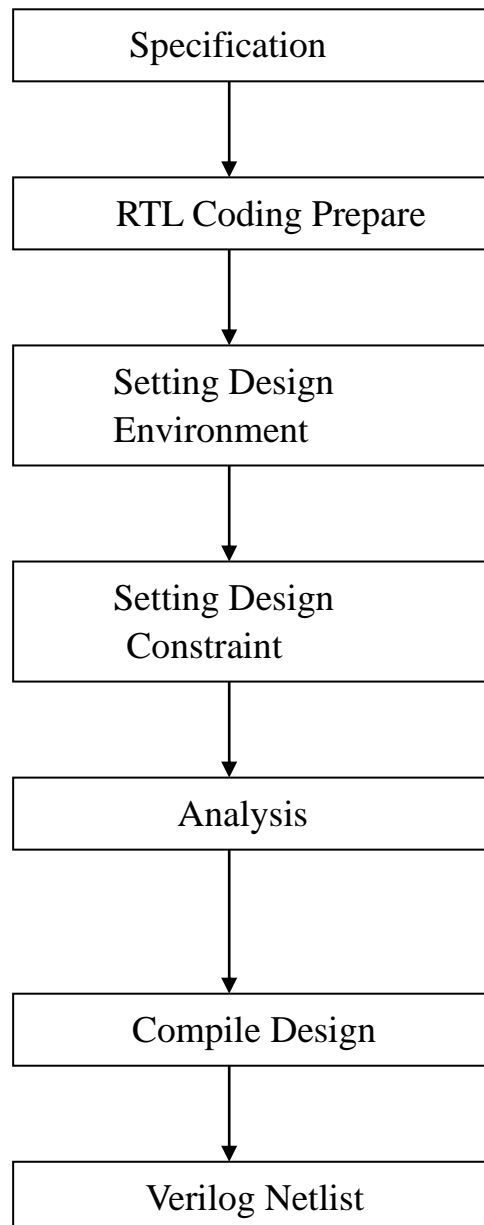 Specification
RTL Coding Prepare
Setting Design
Environment
Setting Design
Constraint
Analysis
Compile Design
Verilog Netlist